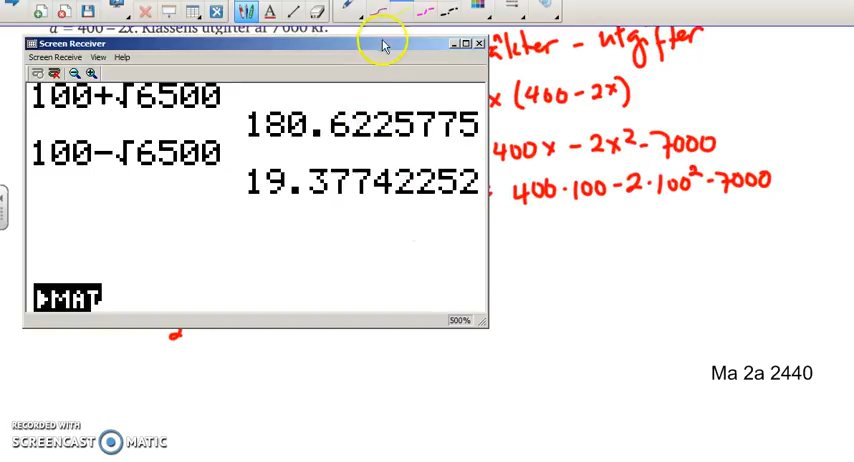 a = 400 – 2x. Klassens utgifter är 7 000 kr.
– utgifter
Screen Receiver
Screen Receive View Help
100+√6500
180.6225775
100-√6500
19.37742252
▶MAT
500%
x (400 - 2x)
400x - 2x² - 7000
400·100 - 2·100² - 7000
Ma 2a 2440
RECORDED WITH
SCREENCAST MATIC